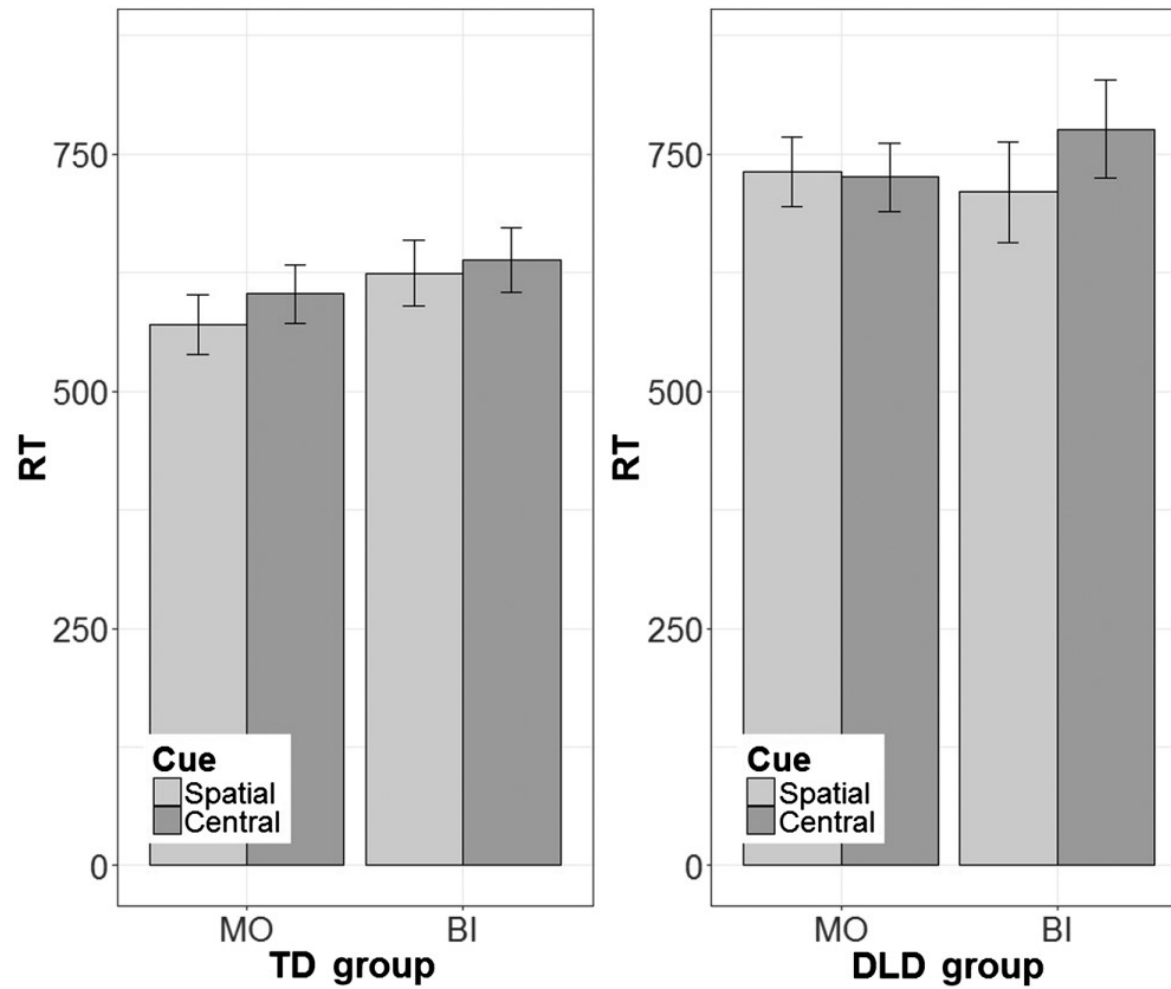 RT
750
500
250
0
Cue
Spatial
Central
MO BI
TD group
RT
750
500
250
0
Cue
Spatial
Central
MO BI
DLD group